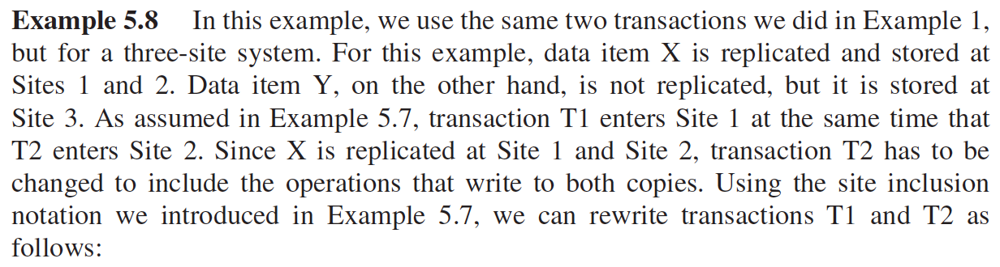 Example 5.8 In this example, we use the same two transactions we did in Example 1,
but for a three-site system. For this example, data item X is replicated and stored at
Sites 1 and 2. Data item Y, on the other hand, is not replicated, but it is stored at
Site 3. As assumed in Example 5.7, transaction T1 enters Site 1 at the same time that
T2 enters Site 2. Since X is replicated at Site 1 and Site 2, transaction T2 has to be
changed to include the operations that write to both copies. Using the site inclusion
notation we introduced in Example 5.7, we can rewrite transactions T1 and T2 as
follows: